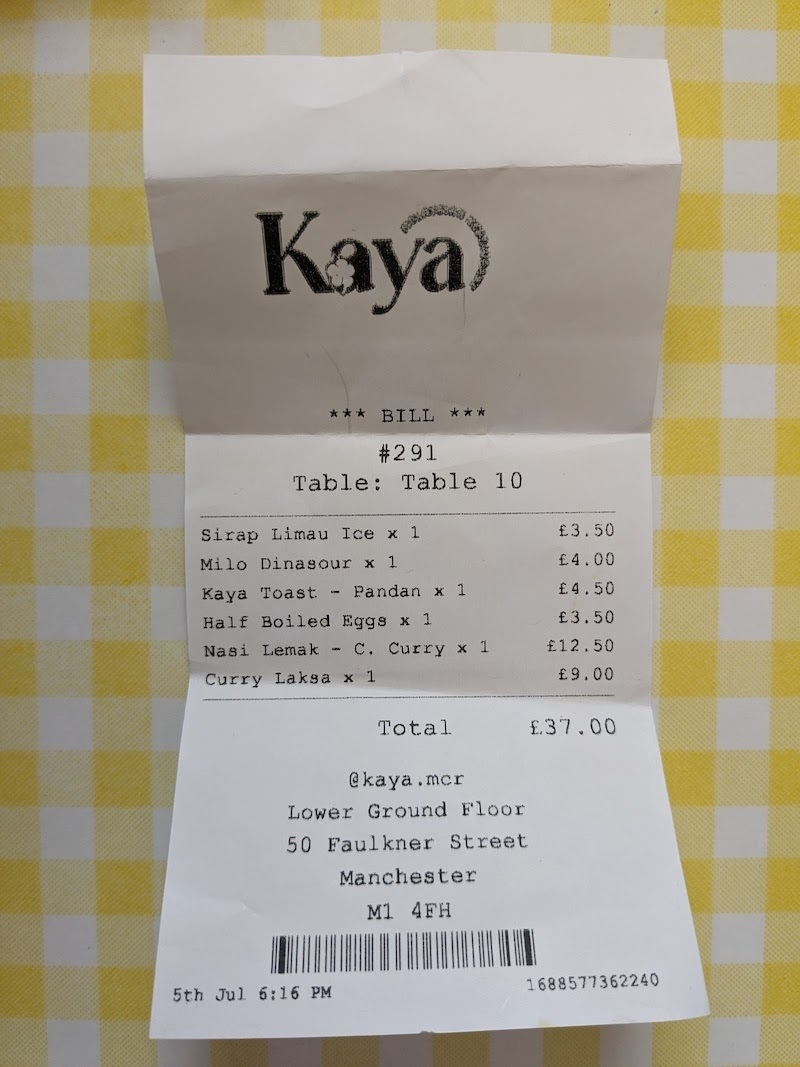 Kaya
*** BILL ***
#291
Table: Table 10
Sirap Limau Ice x 1 £3.50
Milo Dinasour x 1 £4.00
Kaya Toast - Pandan x 1 £4.50
Half Boiled Eggs x 1 £3.50
Nasi Lemak - C. Curry x 1 £12.50
Curry Laksa x 1 £9.00
Total £37.00
@kaya.mcr
Lower Ground Floor
50 Faulkner Street
Manchester
M1 4FH
5th Jul 6:16 PM 1688577362240